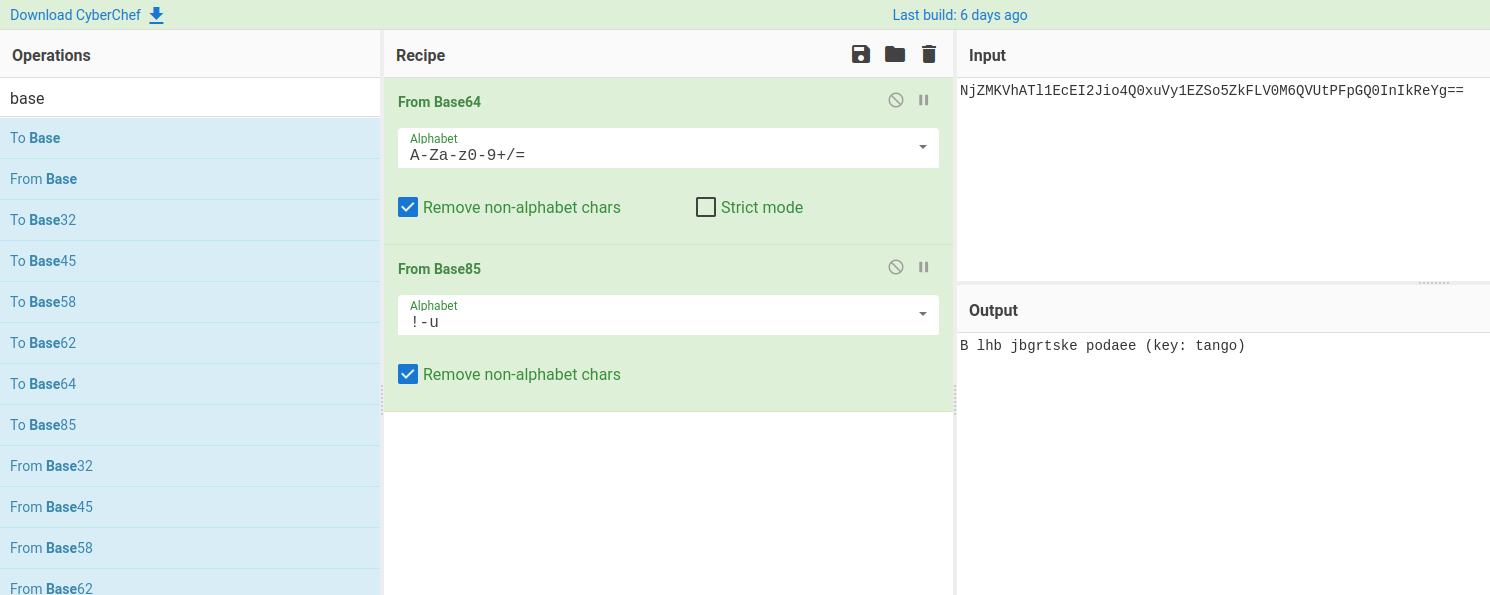 Download CyberChef
Last build: 6 days ago
Operations
base
To Base
From Base
To Base32
To Base45
To Base58
To Base62
To Base64
To Base85
From Base32
From Base45
From Base58
From Base62
Recipe
From Base64
Alphabet
A-Za-z0-9+/=
Remove non-alphabet chars
Strict mode
From Base85
Alphabet
!-u
Remove non-alphabet chars
Input
NjZMKVhATl1EcEI2Jio4Q0xuVy1EZSo5ZkFLV0M6QVUtPFpGQ0InIkReYg==
Output
B lhb jbgrtske podaee (key: tango)